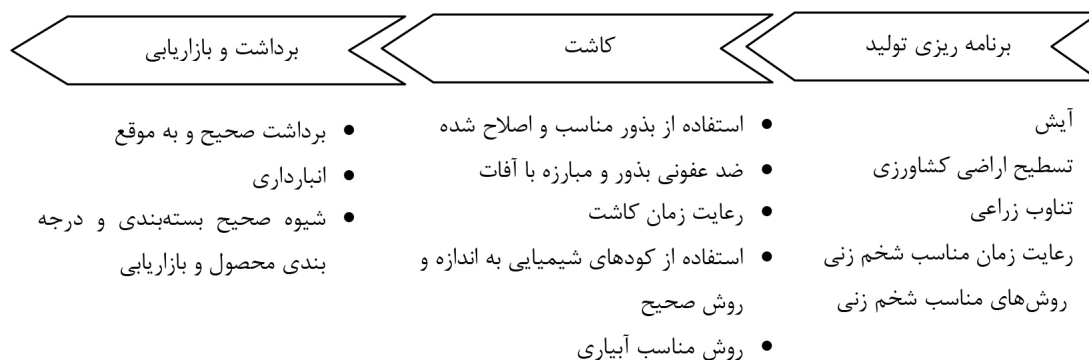 برنامه ریزی تولید
آیش
تسطیح اراضی کشاورزی
تناوب زراعی
رعایت زمان مناسب شخم زنی
روش‌های مناسب شخم زنی
کاشت
• استفاده از بذور مناسب و اصلاح شده
• ضد عفونی بذور و مبارزه با آفات
• رعایت زمان کاشت
• استفاده از کودهای شیمیایی به اندازه و
روش صحیح
• روش مناسب آبیاری
برداشت و بازاریابی
• برداشت صحیح و به موقع
• انبارداری
• شیوه صحیح بسته‌بندی و درجه
بندی محصول و بازاریابی